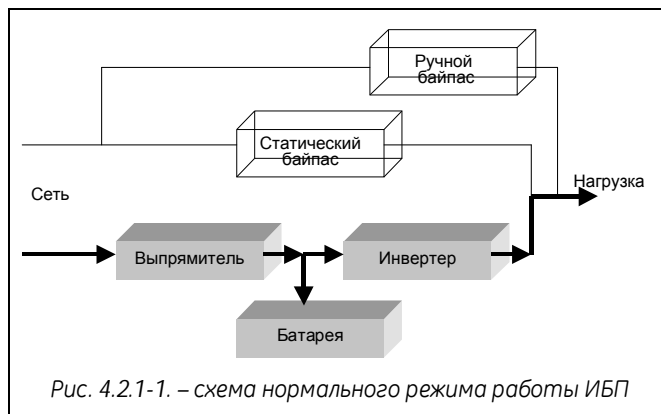 Ручной
байпас
Статический
байпас
Сеть
Нагрузка
Выпрямитель
Инвертер
Батарея
Рис. 4.2.1-1. – схема нормального режима работы ИБП